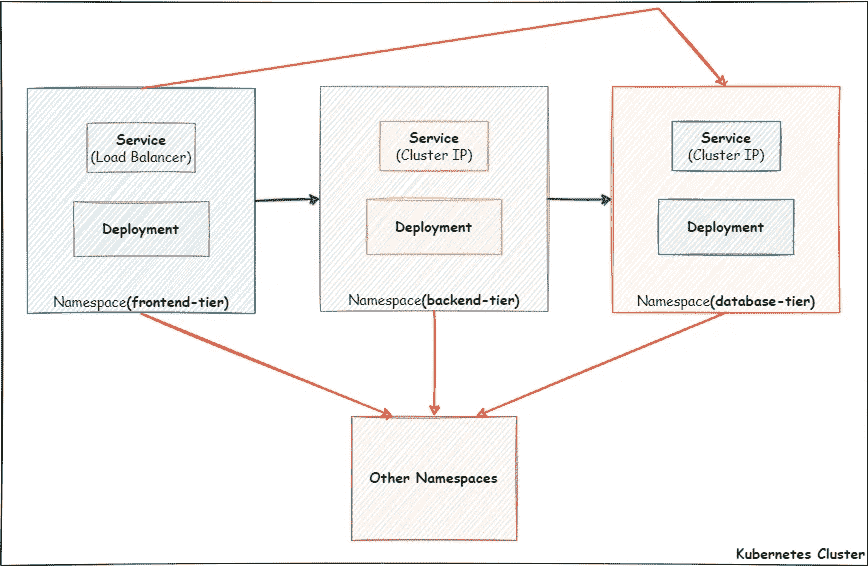 Service
(Load Balancer)
Deployment
Namespace(frontend-tier)
Service
(Cluster IP)
Deployment
Namespace(backend-tier)
Service
(Cluster IP)
Deployment
Namespace(database-tier)
Other Namespaces
Kubernetes Cluster